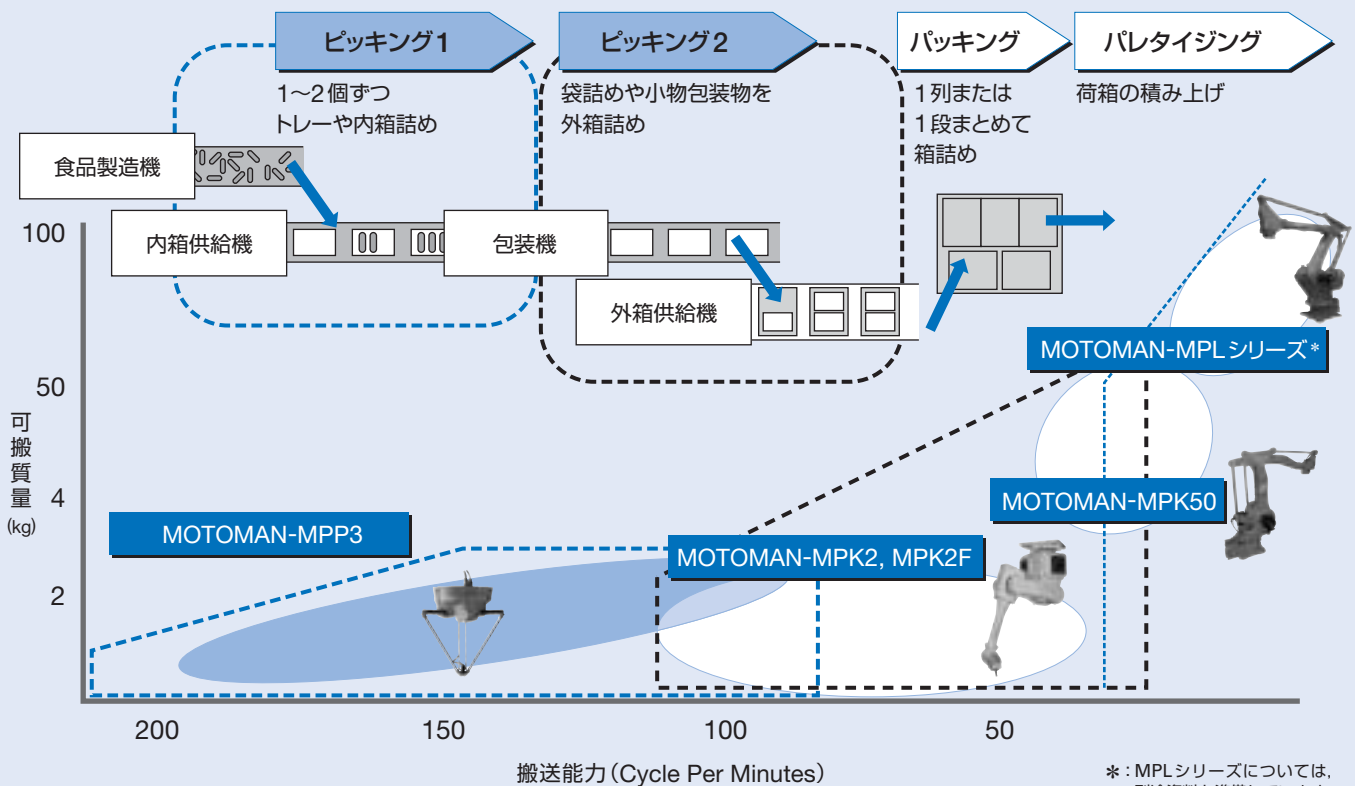 ピッキング1
ピッキング2
パッキング
パレタイジング
1〜2個ずつ
トレーや内箱詰め
袋詰めや小物包装物を
外箱詰め
1列または
1段まとめて
箱詰め
荷箱の積み上げ
食品製造機
内箱供給機
包装機
外箱供給機
100
50
4
2
可搬質量
(kg)
MOTOMAN-MPLシリーズ*
MOTOMAN-MPK50
MOTOMAN-MPP3
MOTOMAN-MPK2, MPK2F
200
150
100
50
搬送能力(Cycle Per Minutes)
*:MPLシリーズについては,